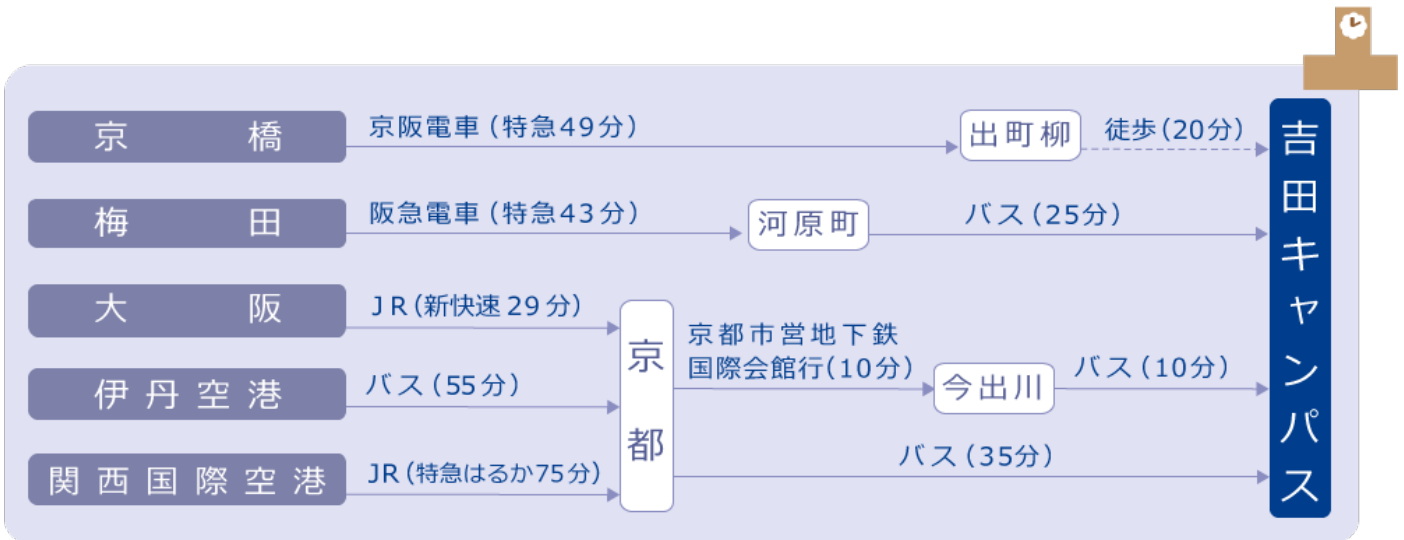 京橋
京阪電車(特急49分)
出町柳
徒歩(20分)
梅田
阪急電車(特急43分)
河原町
バス(25分)
大阪
JR(新快速29分)
伊丹空港
バス(55分)
関西国際空港
JR(特急はるか75分)
京都
京都市営地下鉄
国際会館行(10分)
今出川
バス(10分)
バス(35分)
吉田キャンパス